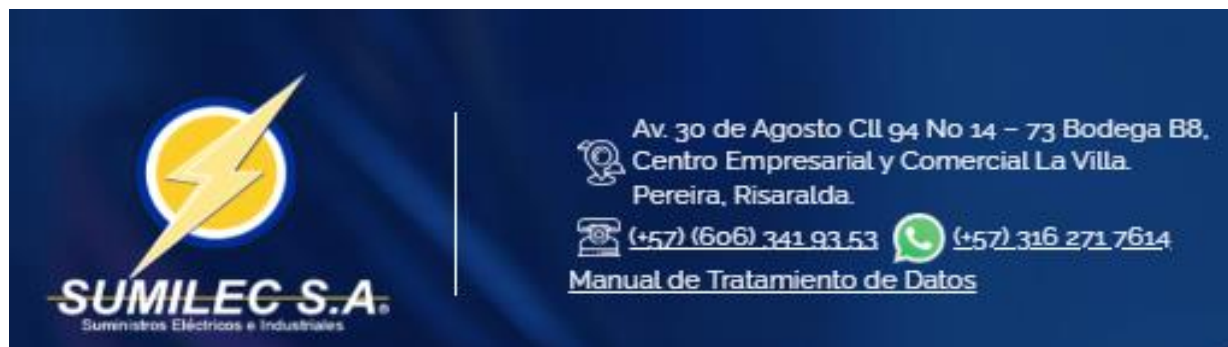 SUMILEC S.A.
Suministros Eléctricos e Industriales
Av. 30 de Agosto Cll 94 No 14 – 73 Bodega B8,
Centro Empresarial y Comercial La Villa.
Pereira, Risaralda.
(+57) (606) 341 93 53 (+57) 316 271 7614
Manual de Tratamiento de Datos